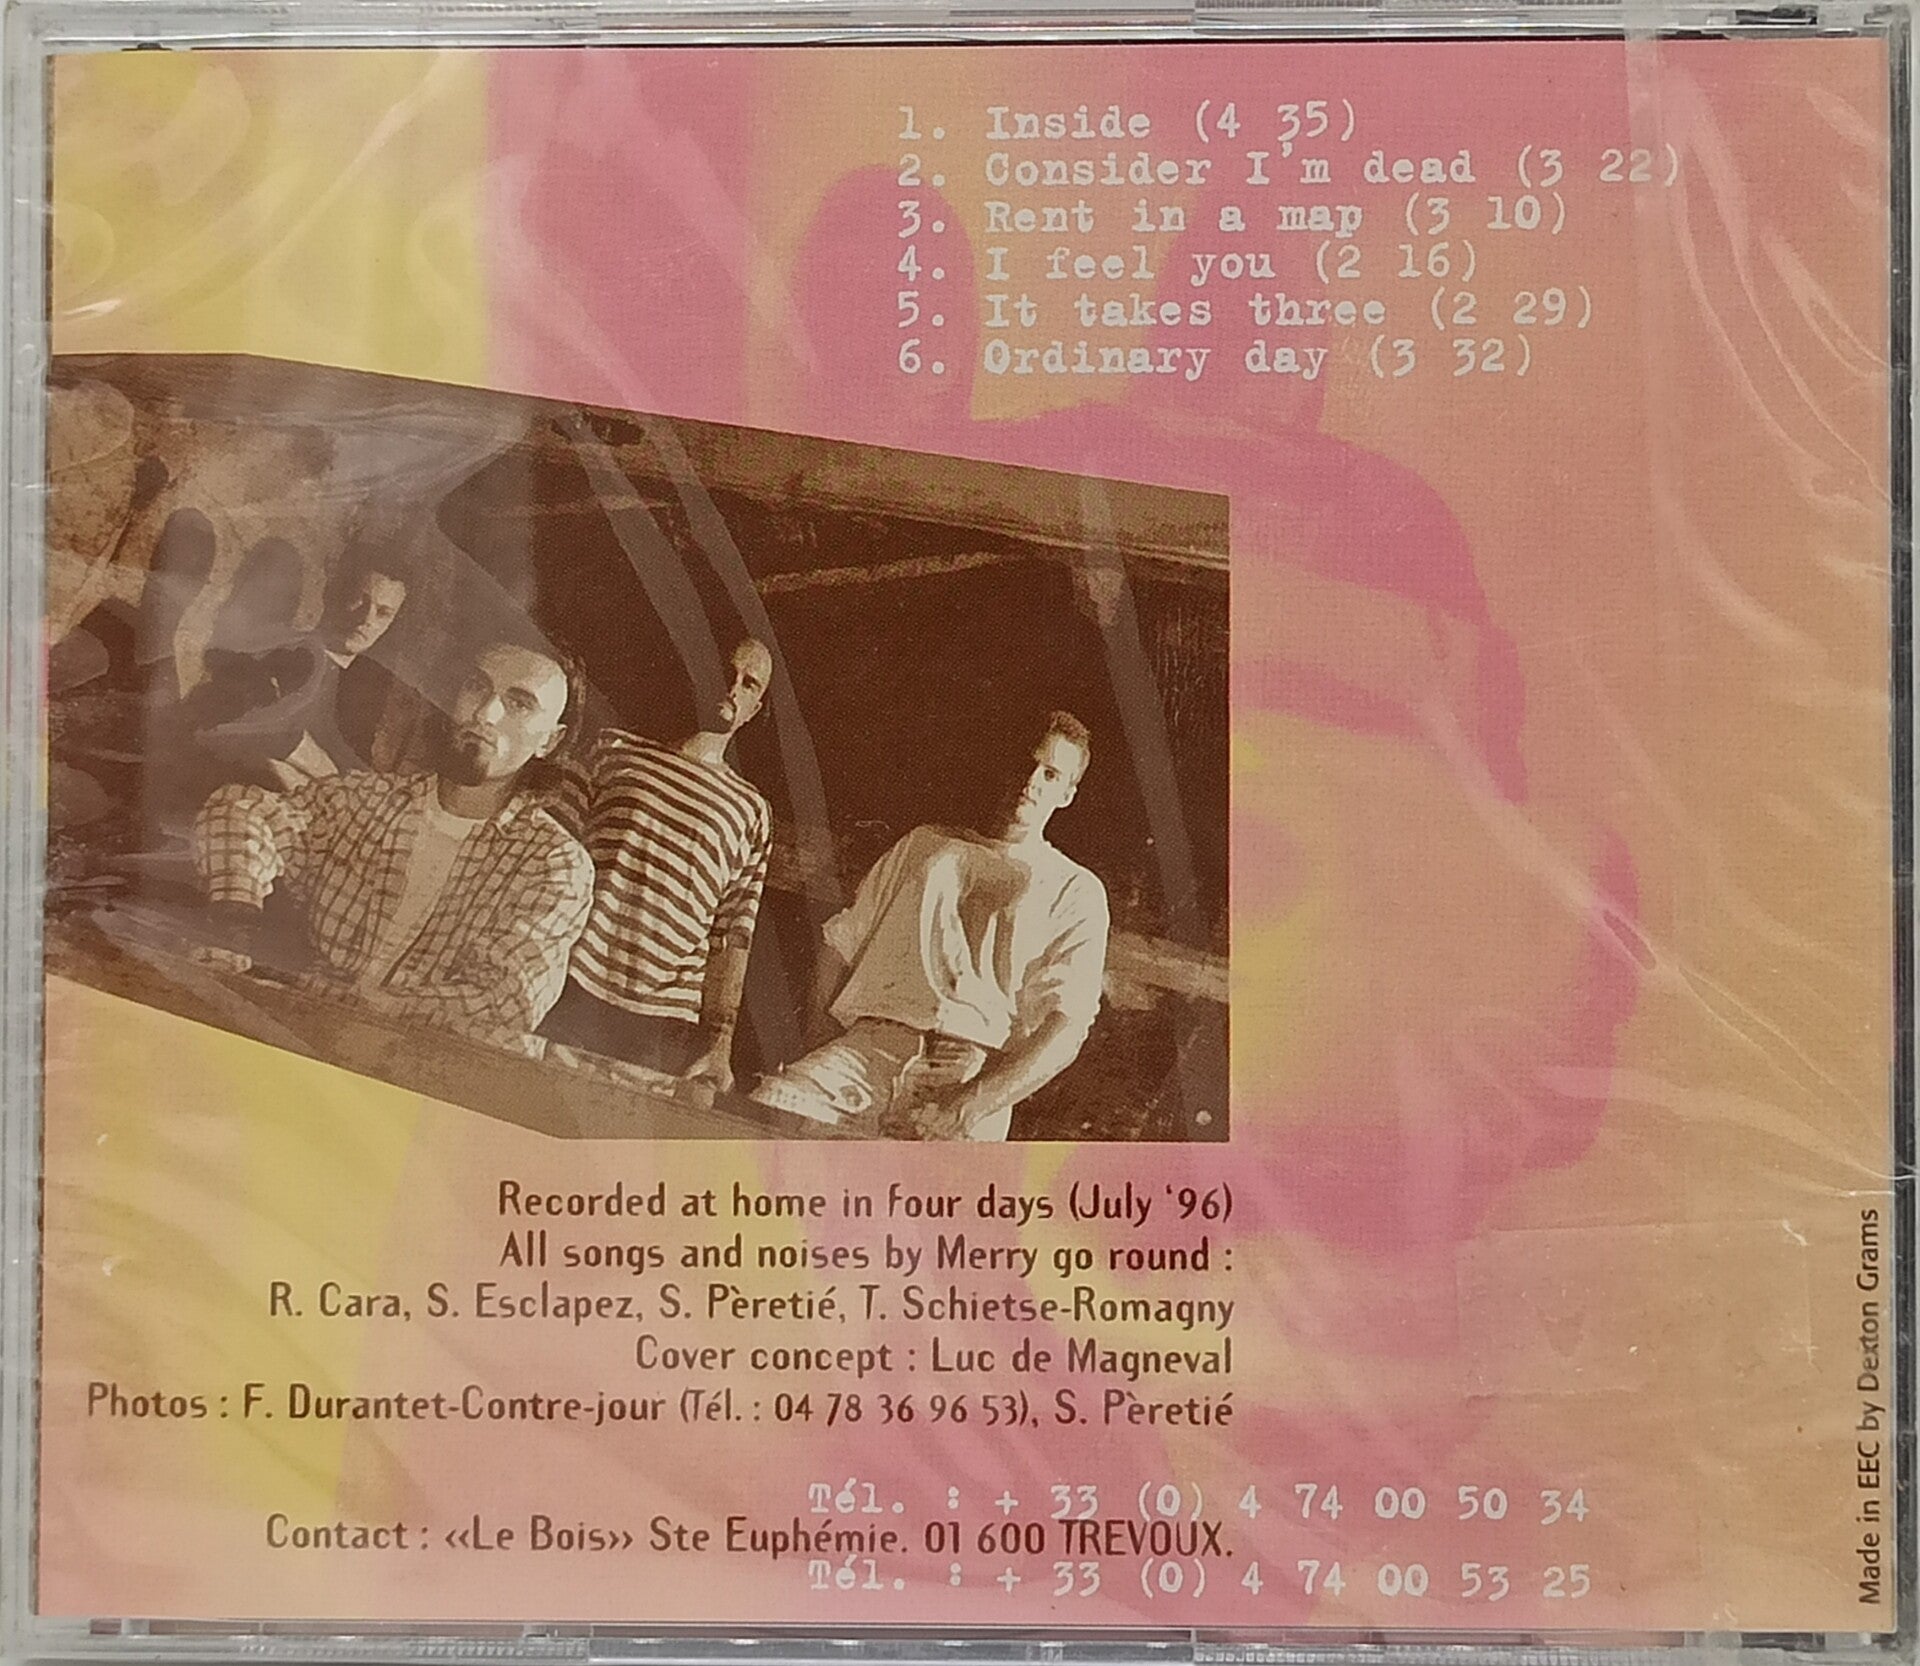 1. Inside (4 35)
2. Consider I'm dead (3 22)
3. Rent in a map (3 10)
4. I feel you (2 16)
5. It takes three (2 29)
6. Ordinary day (3 32)
Recorded at home in four days (July '96)
All songs and noises by Merry go round :
R. Cara, S. Esclapez, S. Pèretié, T. Schietse-Romagny
Cover concept : Luc de Magneval
Photos : F. Durantet-Contre-jour (Tél. : 04 78 36 96 53), S. Pèretié
Tél. : + 33 (0) 4 74 00 50 34
Contact : «Le Bois» Ste Euphémie. 01 600 TREVOUX.
Tél. : + 33 (0) 4 74 00 53 25
Made in EEC by Dexton Grams